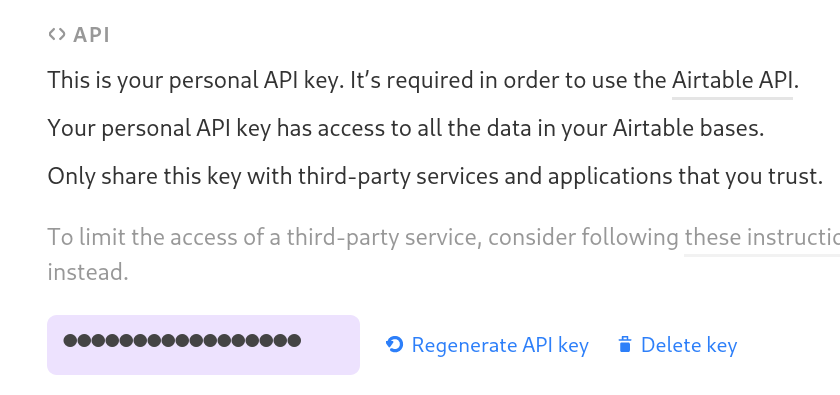 <> API
This is your personal API key. It's required in order to use the Airtable API.
Your personal API key has access to all the data in your Airtable bases.
Only share this key with third-party services and applications that you trust.
To limit the access of a third-party service, consider following these
instead.
●●●●●●●●●●●●●●●●● Regenerate API key Delete key